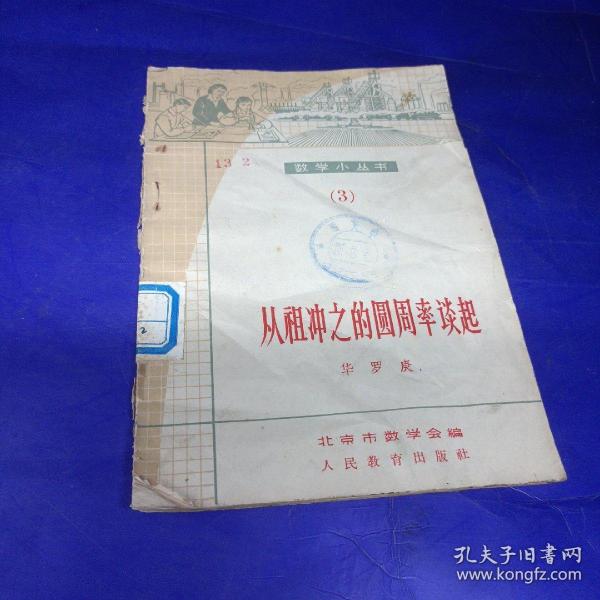 13 2
数学小丛书
(3)
从祖冲之的圆周率谈起
华罗庚
北京市数学会编
人民教育出版社
2
孔夫子旧书网
www.kongfz.com